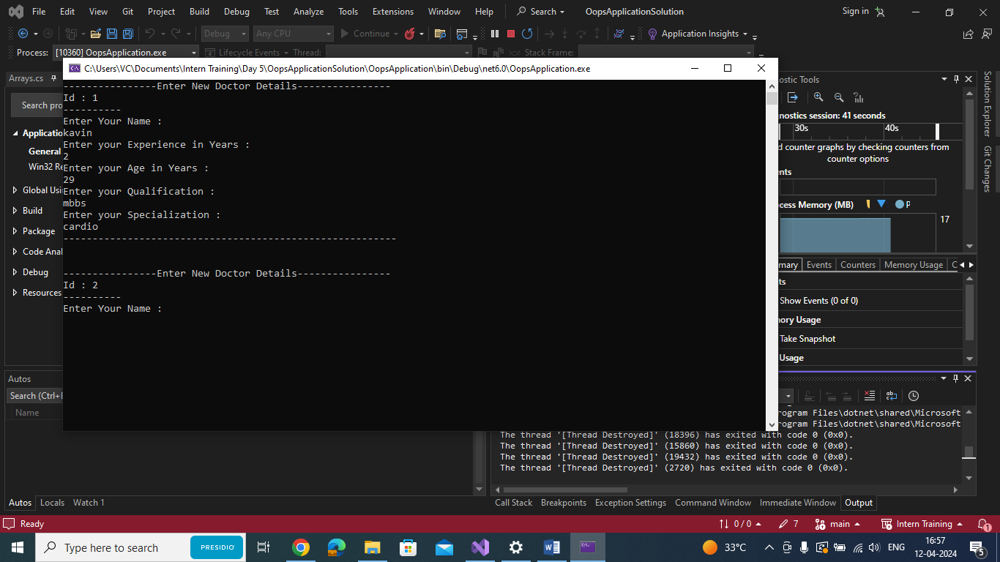 File Edit View Git Project Build Debug Test Analyze Tools Extensions Window Help Search OopsApplicationSolution Sign in
Debug Any CPU Continue Application Insights
Process: [10360] OopsApplication.exe Lifecycle Events Thread: Stack Frame:
C:\Users\VC\Documents\Intern Training\Day 5\OopsApplicationSolution\OopsApplication\bin\Debug\net6.0\OopsApplication.exe
----------------Enter New Doctor Details----------------
Id : 1
----------
Enter Your Name :
kavin
Enter your Experience in Years :
2
Enter your Age in Years :
29
Enter your Qualification :
mbbs
Enter your Specialization :
cardio
---------------------------------------------------------
----------------Enter New Doctor Details----------------
Id : 2
----------
Enter Your Name :
Arrays.cs
Search pro
Application
General
Win32 Re
Global Usi
Build
Package
Code Anal
Debug
Resources
ostic Tools
nostics session: 41 seconds
30s 40s
d counter graphs by checking counters from
counter options
ents
cess Memory (MB) P
17
mary Events Counters Memory Usage C
ts
Show Events (0 of 0)
ory Usage
Take Snapshot
Usage
Solution Explorer
Git Changes
Autos
Search (Ctrl+E
Name
rogram Files\dotnet\shared\Microsoft
rogram Files\dotnet\shared\Microsoft
The thread '[Thread Destroyed]' (18396) has exited with code 0 (0x0).
The thread '[Thread Destroyed]' (15860) has exited with code 0 (0x0).
The thread '[Thread Destroyed]' (19432) has exited with code 0 (0x0).
The thread '[Thread Destroyed]' (2720) has exited with code 0 (0x0).
Autos Locals Watch 1
Call Stack Breakpoints Exception Settings Command Window Immediate Window Output
Ready 0 / 0 7 main Intern Training 1
Type here to search PRESIDIO 33°C ENG 16:57
12-04-2024 5